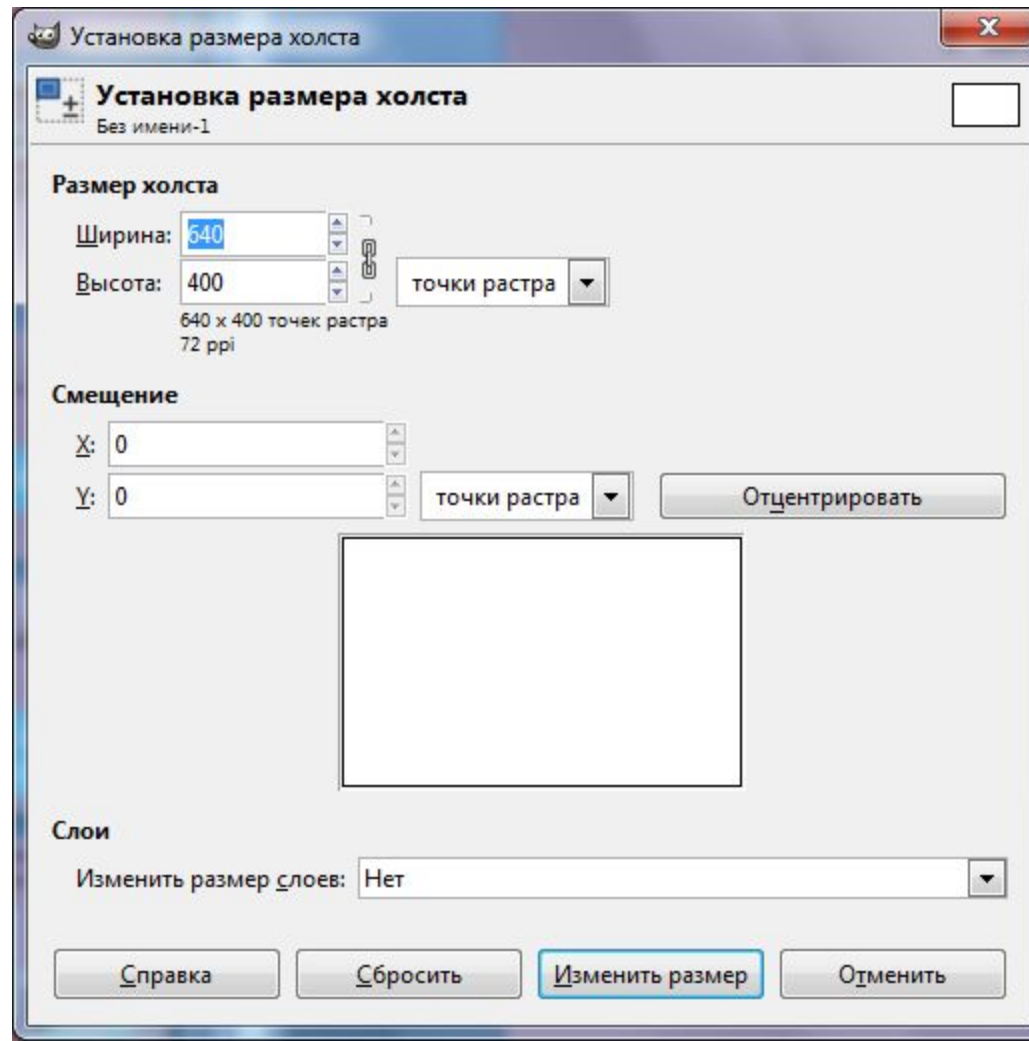 Установка размера холста
Установка размера холста
Без имени-1
Размер холста
Ширина: 640
Высота: 400 точки растра
640 x 400 точек растра
72 ppi
Смещение
X: 0
Y: 0 точки растра Отцентрировать
Слои
Изменить размер слоев: Нет
Справка Сбросить Изменить размер Отменить